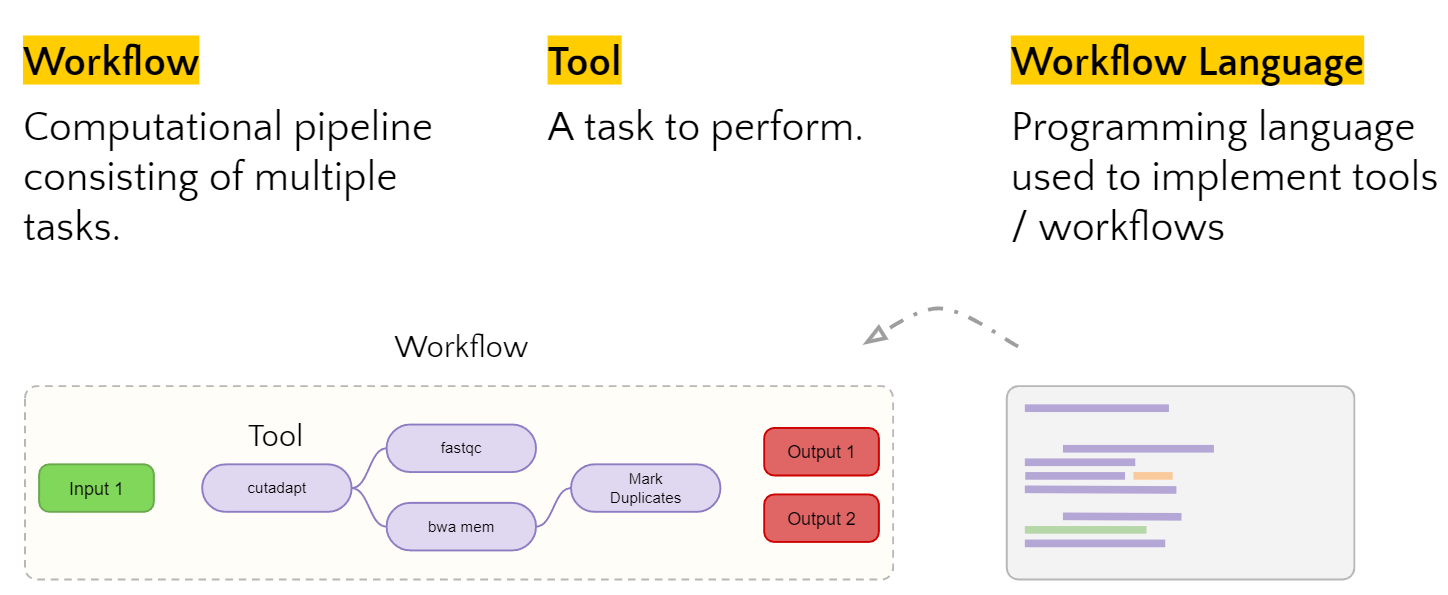 Workflow
Computational pipeline
consisting of multiple
tasks.
Tool
A task to perform.
Workflow Language
Programming language
used to implement tools
/ workflows
Workflow
Input 1
Tool
cutadapt
fastqc
bwa mem
Mark
Duplicates
Output 1
Output 2